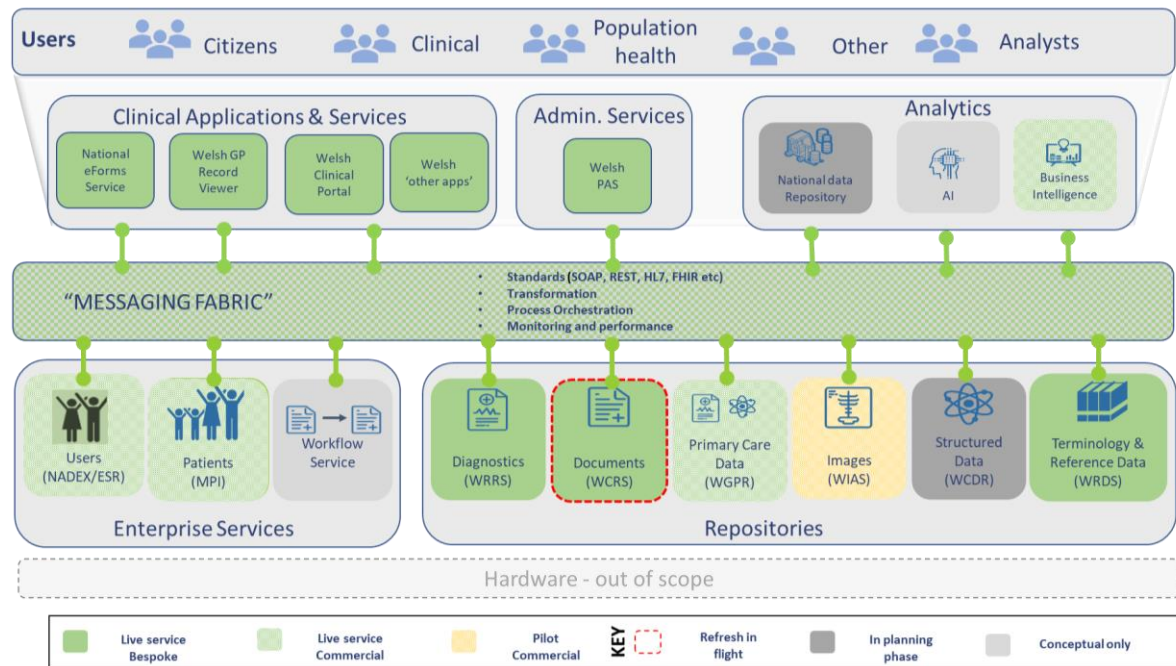 Users
Citizens
Clinical
Population
health
Other
Analysts
Clinical Applications & Services
National
eForms
Service
Welsh GP
Record
Viewer
Welsh
Clinical
Portal
Welsh
‘other apps’
Admin. Services
Welsh
PAS
Analytics
National data
Repository
AI
Business
Intelligence
“MESSAGING FABRIC”
• Standards (SOAP, REST, HL7, FHIR etc)
• Transformation
• Process Orchestration
• Monitoring and performance
Users
(NADEX/ESR)
Patients
(MPI)
Workflow
Service
Enterprise Services
Diagnostics
(WRRS)
Documents
(WCRS)
Primary Care
Data
(WGPR)
Images
(WIAS)
Structured
Data
(WCDR)
Terminology &
Reference Data
(WRDS)
Repositories
Hardware - out of scope
Live service
Bespoke
Live service
Commercial
Pilot
Commercial
KEY
Refresh in
flight
In planning
phase
Conceptual only